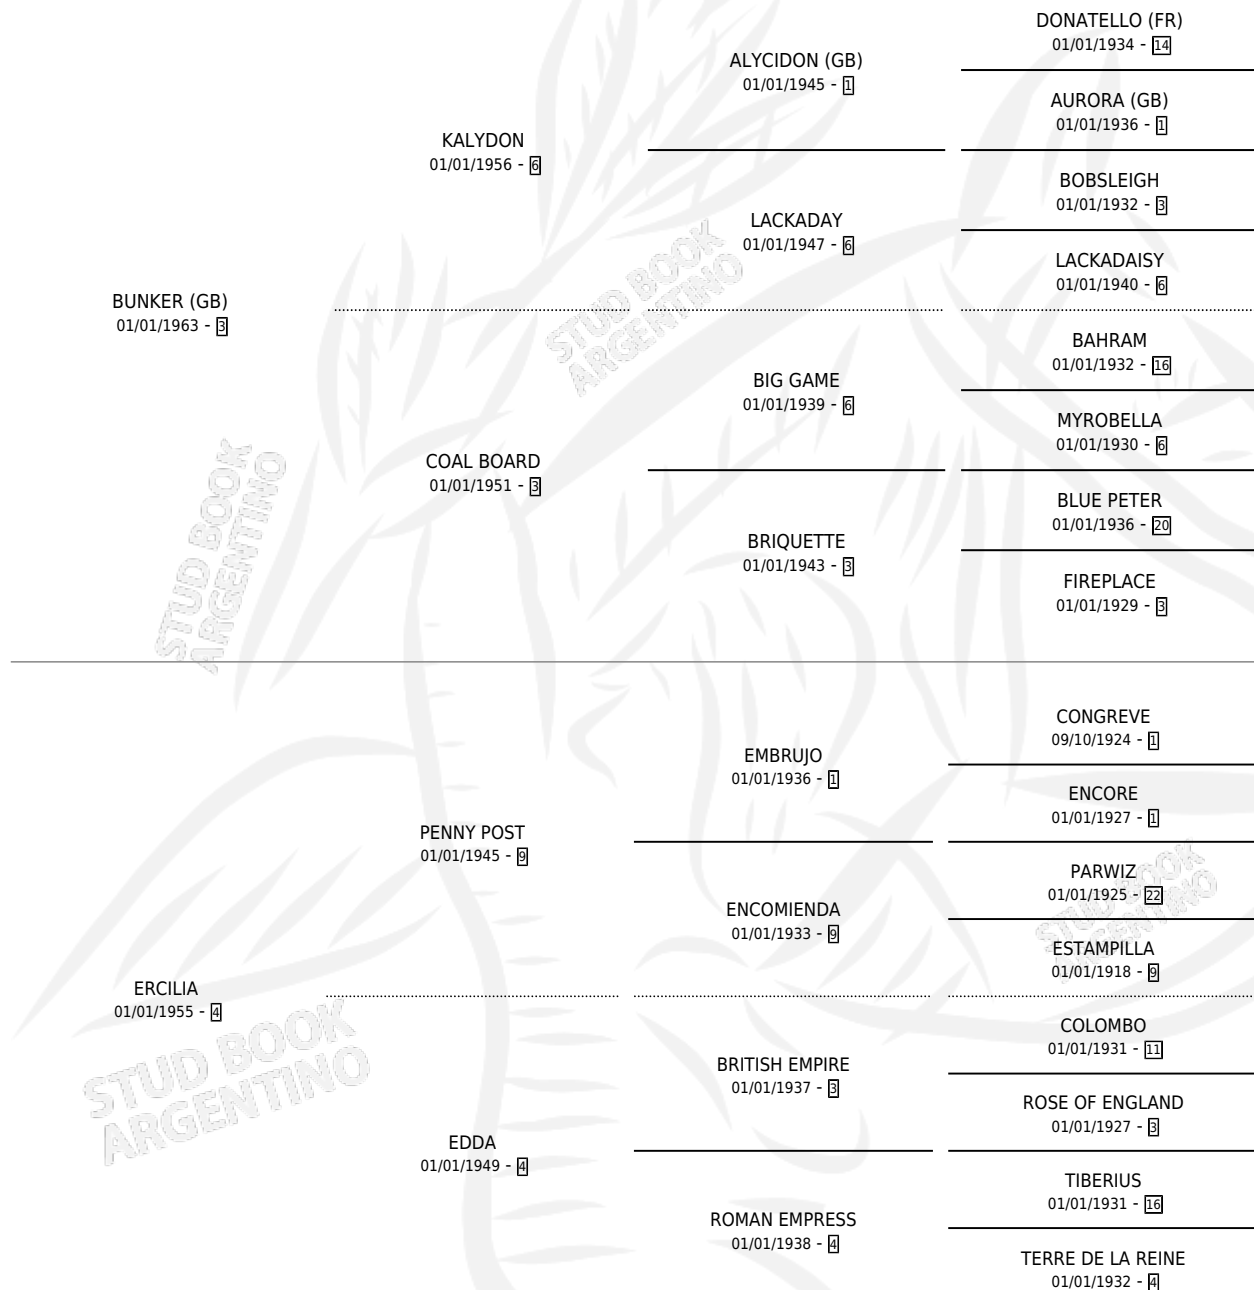 DONATELLO (FR)
01/01/1934 - 14
ALYCIDON (GB)
01/01/1945 - 1
AURORA (GB)
01/01/1936 - 1
KALYDON
01/01/1956 - 6
BOBSLEIGH
01/01/1932 - 3
LACKADAY
01/01/1947 - 6
LACKADAISY
01/01/1940 - 6
BUNKER (GB)
01/01/1963 - 3
BAHRAM
01/01/1932 - 16
BIG GAME
01/01/1939 - 6
MYROBELLA
01/01/1930 - 6
COAL BOARD
01/01/1951 - 3
BLUE PETER
01/01/1936 - 20
BRIQUETTE
01/01/1943 - 3
FIREPLACE
01/01/1929 - 3
CONGREVE
09/10/1924 - 1
EMBRUJO
01/01/1936 - 1
ENCORE
01/01/1927 - 1
PENNY POST
01/01/1945 - 9
PARWIZ
01/01/1925 - 22
ENCOMIENDA
01/01/1933 - 9
ESTAMPILLA
01/01/1918 - 9
ERCILIA
01/01/1955 - 4
COLOMBO
01/01/1931 - 11
BRITISH EMPIRE
01/01/1937 - 3
ROSE OF ENGLAND
01/01/1927 - 3
EDDA
01/01/1949 - 4
TIBERIUS
01/01/1931 - 16
ROMAN EMPRESS
01/01/1938 - 4
TERRE DE LA REINE
01/01/1932 - 4
STUD BOOK
ARGENTINO
STUD BOOK
ARGENTINO
STUD BOOK
ARGENTINO
STUD BOOK
ARGENTINO